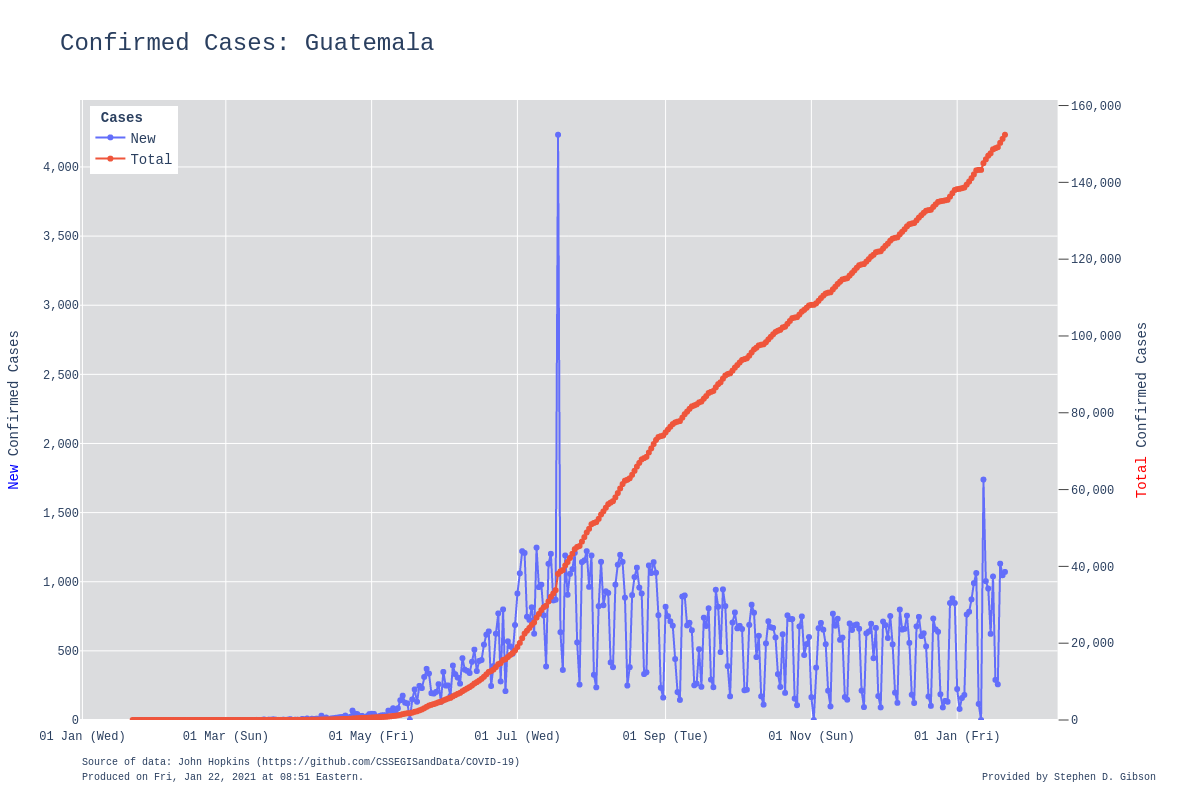 Confirmed Cases: Guatemala
Cases
New
Total
160,000
140,000
120,000
100,000
80,000
60,000
40,000
20,000
0
4,000
3,500
3,000
2,500
2,000
1,500
1,000
500
0
New Confirmed Cases
Total Confirmed Cases
01 Jan (Wed)
01 Mar (Sun)
01 May (Fri)
01 Jul (Wed)
01 Sep (Tue)
01 Nov (Sun)
01 Jan (Fri)
Source of data: John Hopkins (https://github.com/CSSEGISandData/COVID-19)
Produced on Fri, Jan 22, 2021 at 08:51 Eastern.
Provided by Stephen D. Gibson